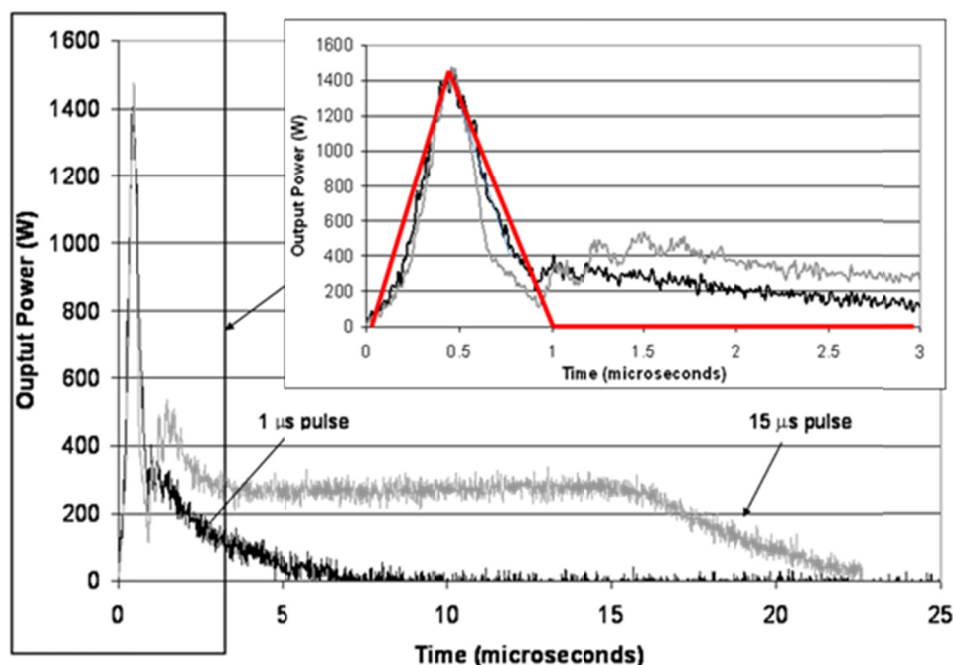 1600
1400
1200
1000
800
600
400
200
0
Ouptut Power (W)
0 5 10 15 20 25
Time (microseconds)
1600
1400
1200
1000
800
600
400
200
0
Output Power (W)
0 0.5 1 1.5 2 2.5 3
Time (microseconds)
1 μs pulse
15 μs pulse